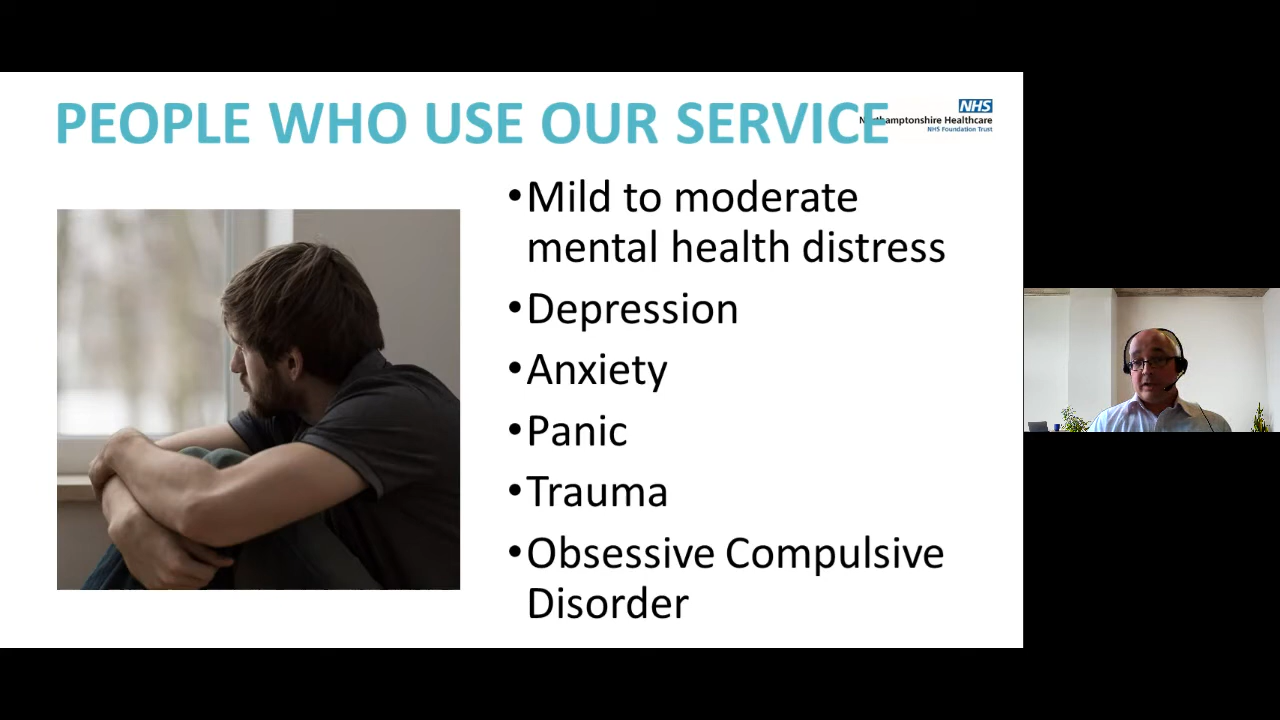 PEOPLE WHO USE OUR SERVICE
NHS
Northamptonshire Healthcare
NHS Foundation Trust
•Mild to moderate
mental health distress
•Depression
•Anxiety
•Panic
•Trauma
•Obsessive Compulsive
Disorder